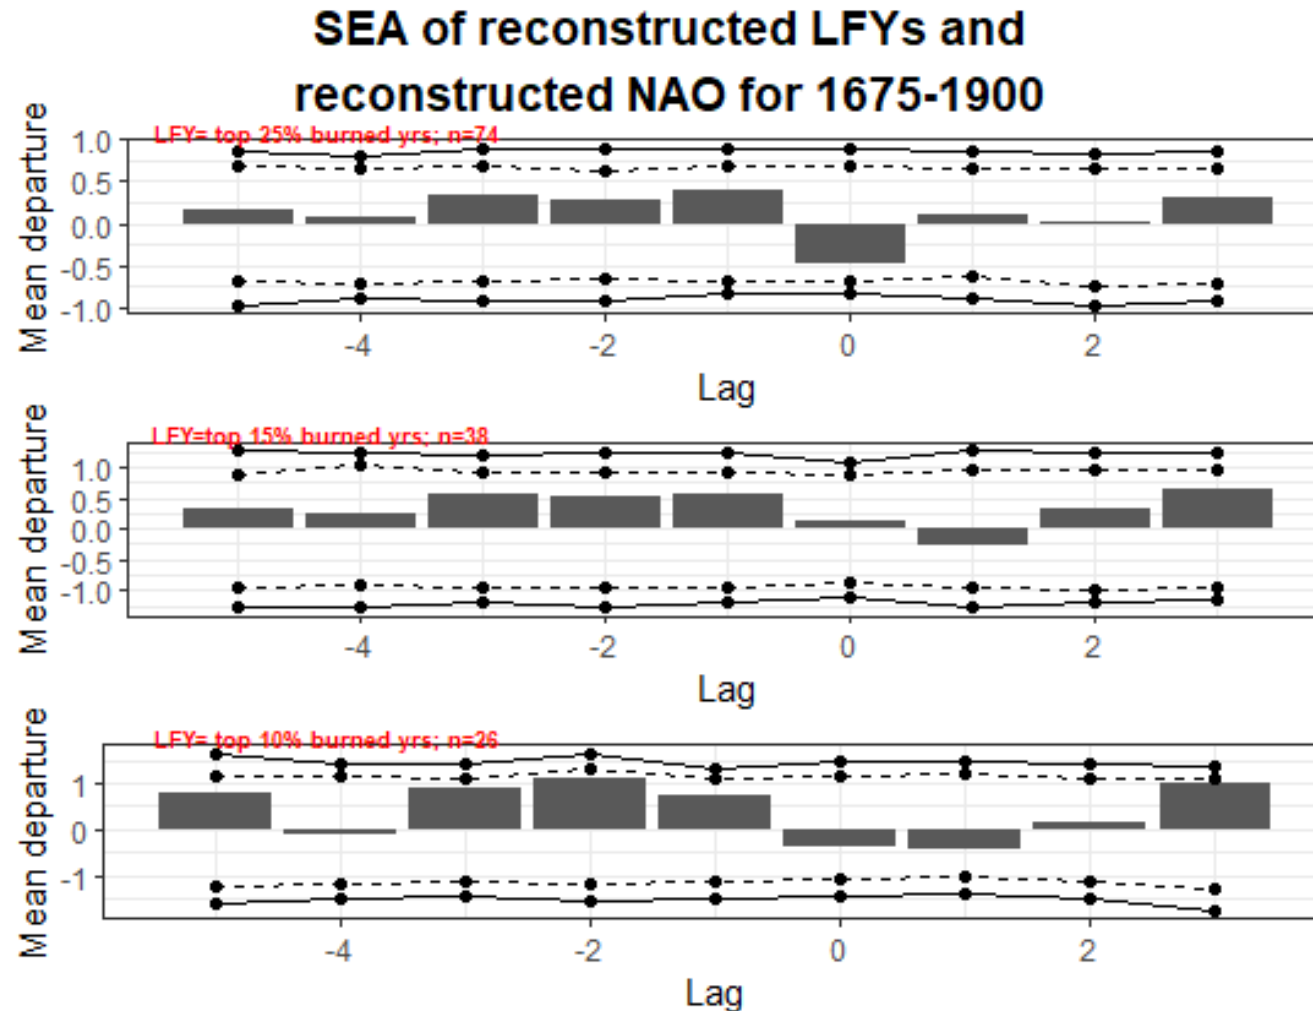 SEA of reconstructed LFYs and
reconstructed NAO for 1675-1900
LFY= top 25% burned yrs; n=74
Mean departure
1.0
0.5
0.0
-0.5
-1.0
-4 -2 0 2
Lag
LFY=top 15% burned yrs; n=38
Mean departure
1.0
0.5
0.0
-0.5
-1.0
-4 -2 0 2
Lag
LFY= top 10% burned yrs; n=26
Mean departure
1
0
-1
-4 -2 0 2
Lag